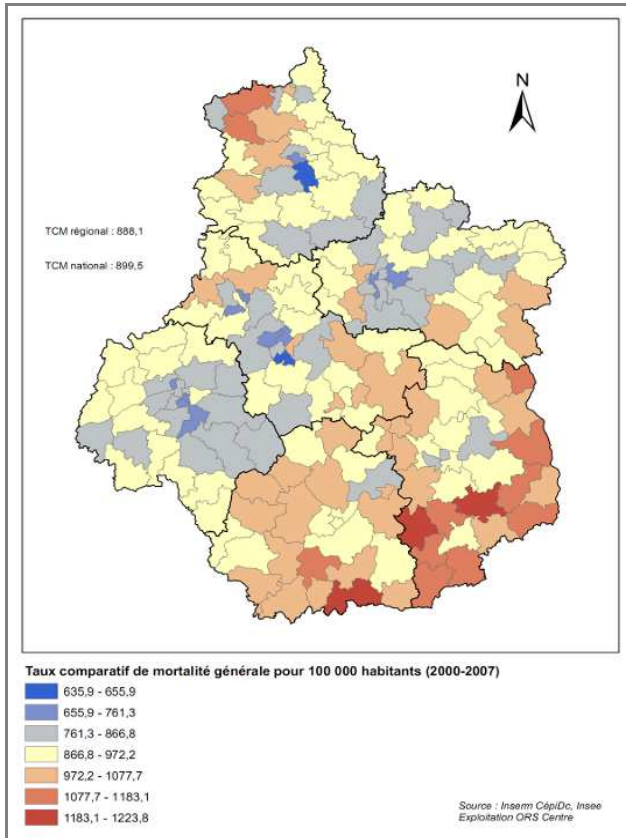 N
TCM régional : 888,1
TCM national : 899,5
Taux comparatif de mortalité générale pour 100 000 habitants (2000-2007)
635,9 - 655,9
655,9 - 761,3
761,3 - 866,8
866,8 - 972,2
972,2 - 1077,7
1077,7 - 1183,1
1183,1 - 1223,8
Source : Inserm CépiDc, Insee
Exploitation ORS Centre